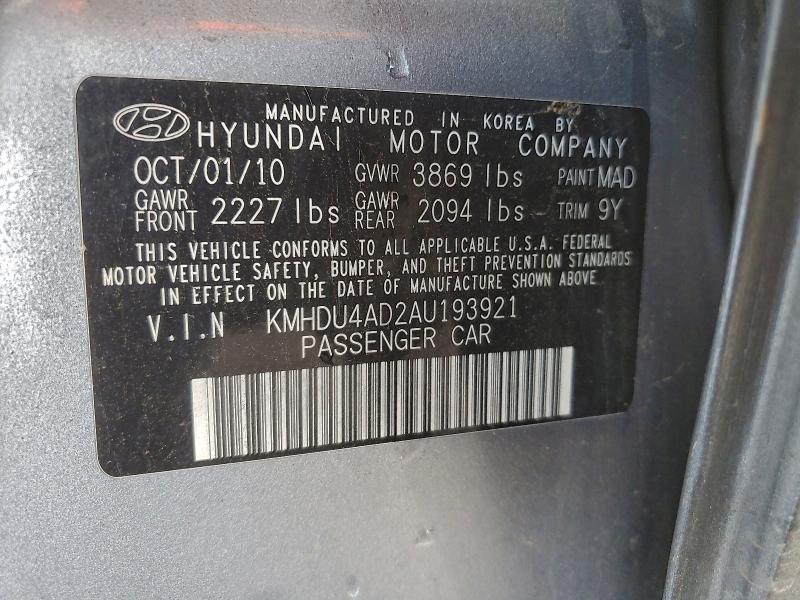 MANUFACTURED IN KOREA BY
HYUNDAI MOTOR COMPANY
OCT/01/10 GVWR 3869 lbs PAINT MAD
GAWR FRONT 2227 lbs GAWR REAR 2094 lbs TRIM 9Y
THIS VEHICLE CONFORMS TO ALL APPLICABLE U.S.A. FEDERAL
MOTOR VEHICLE SAFETY, BUMPER, AND THEFT PREVENTION STANDARDS
IN EFFECT ON THE DATE OF MANUFACTURE SHOWN ABOVE.
V.I.N KMHDU4AD2AU193921
PASSENGER CAR